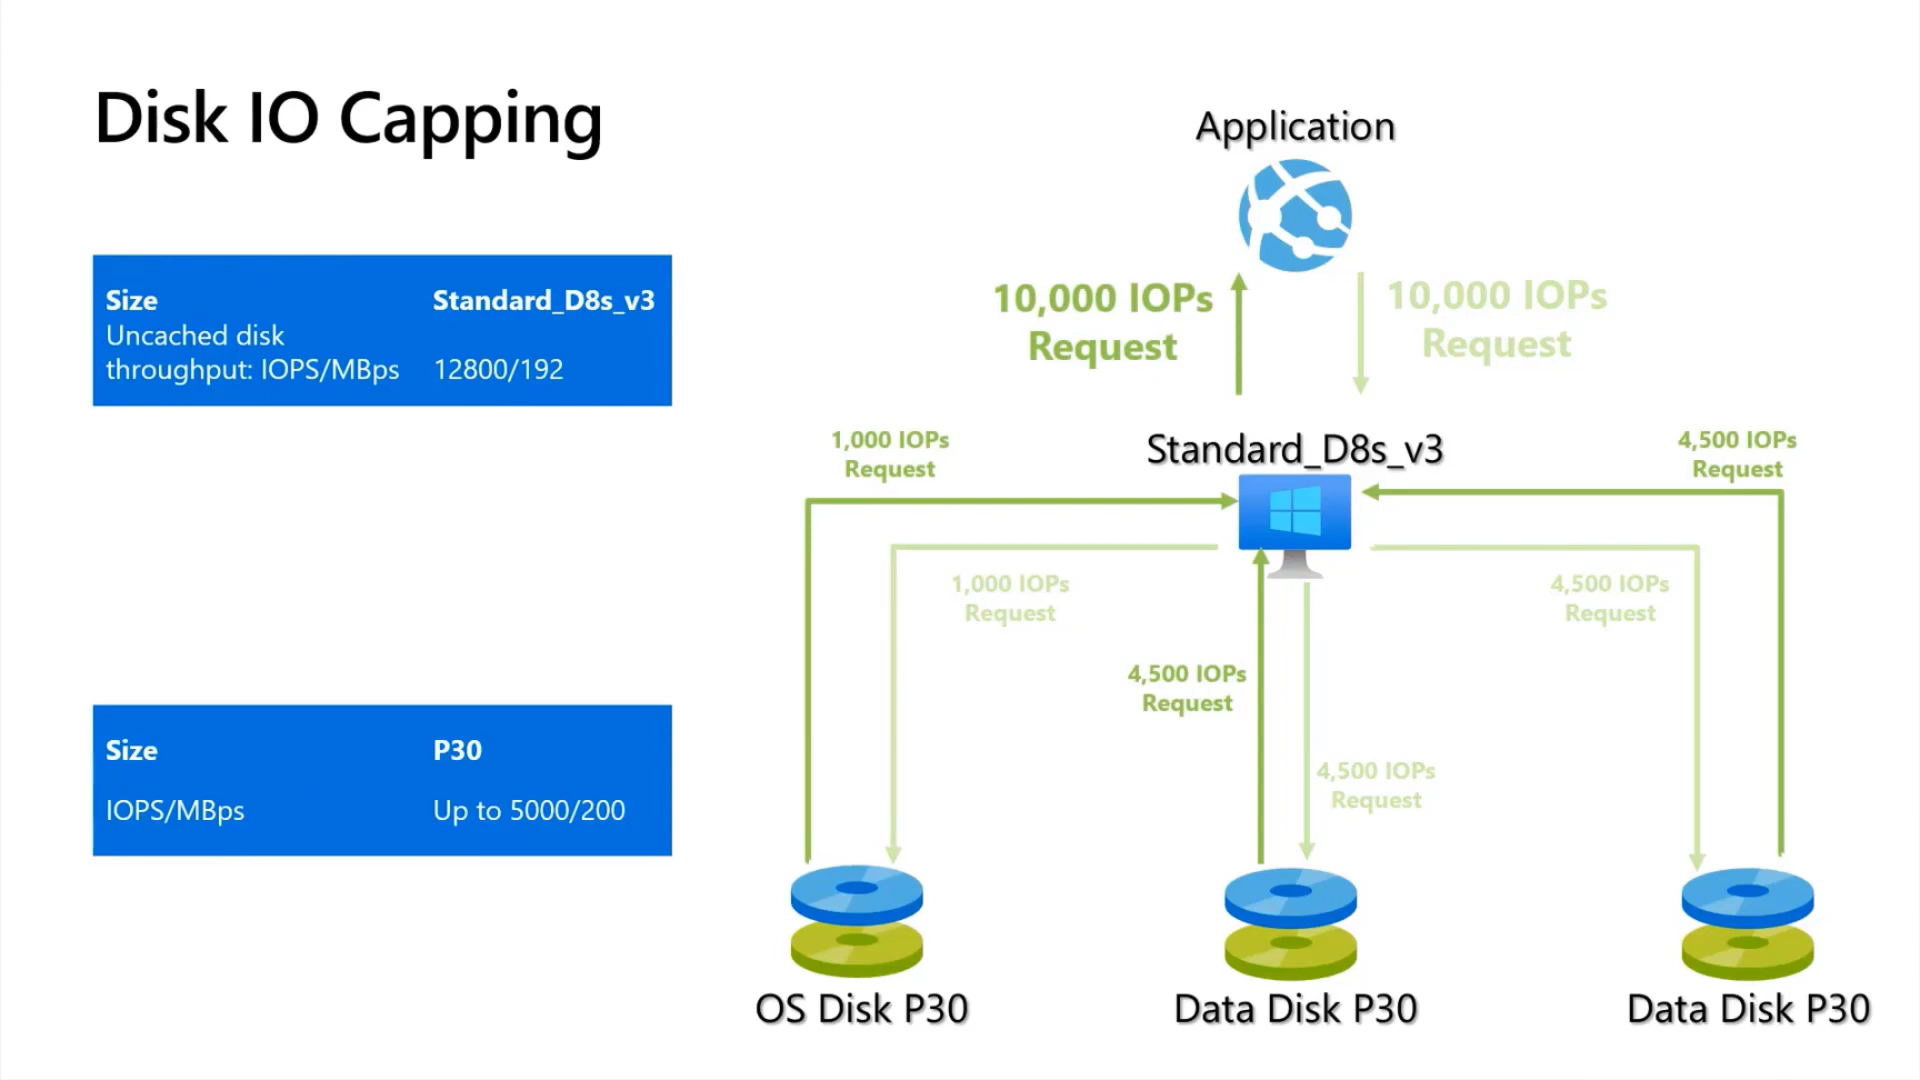 Disk IO Capping
Size Standard_D8s_v3
Uncached disk
throughput: IOPS/MBps 12800/192
Size P30
IOPS/MBps Up to 5000/200
Application
10,000 IOPs
Request
10,000 IOPs
Request
Standard_D8s_v3
1,000 IOPs
Request
4,500 IOPs
Request
1,000 IOPs
Request
4,500 IOPs
Request
4,500 IOPs
Request
4,500 IOPs
Request
OS Disk P30
Data Disk P30
Data Disk P30